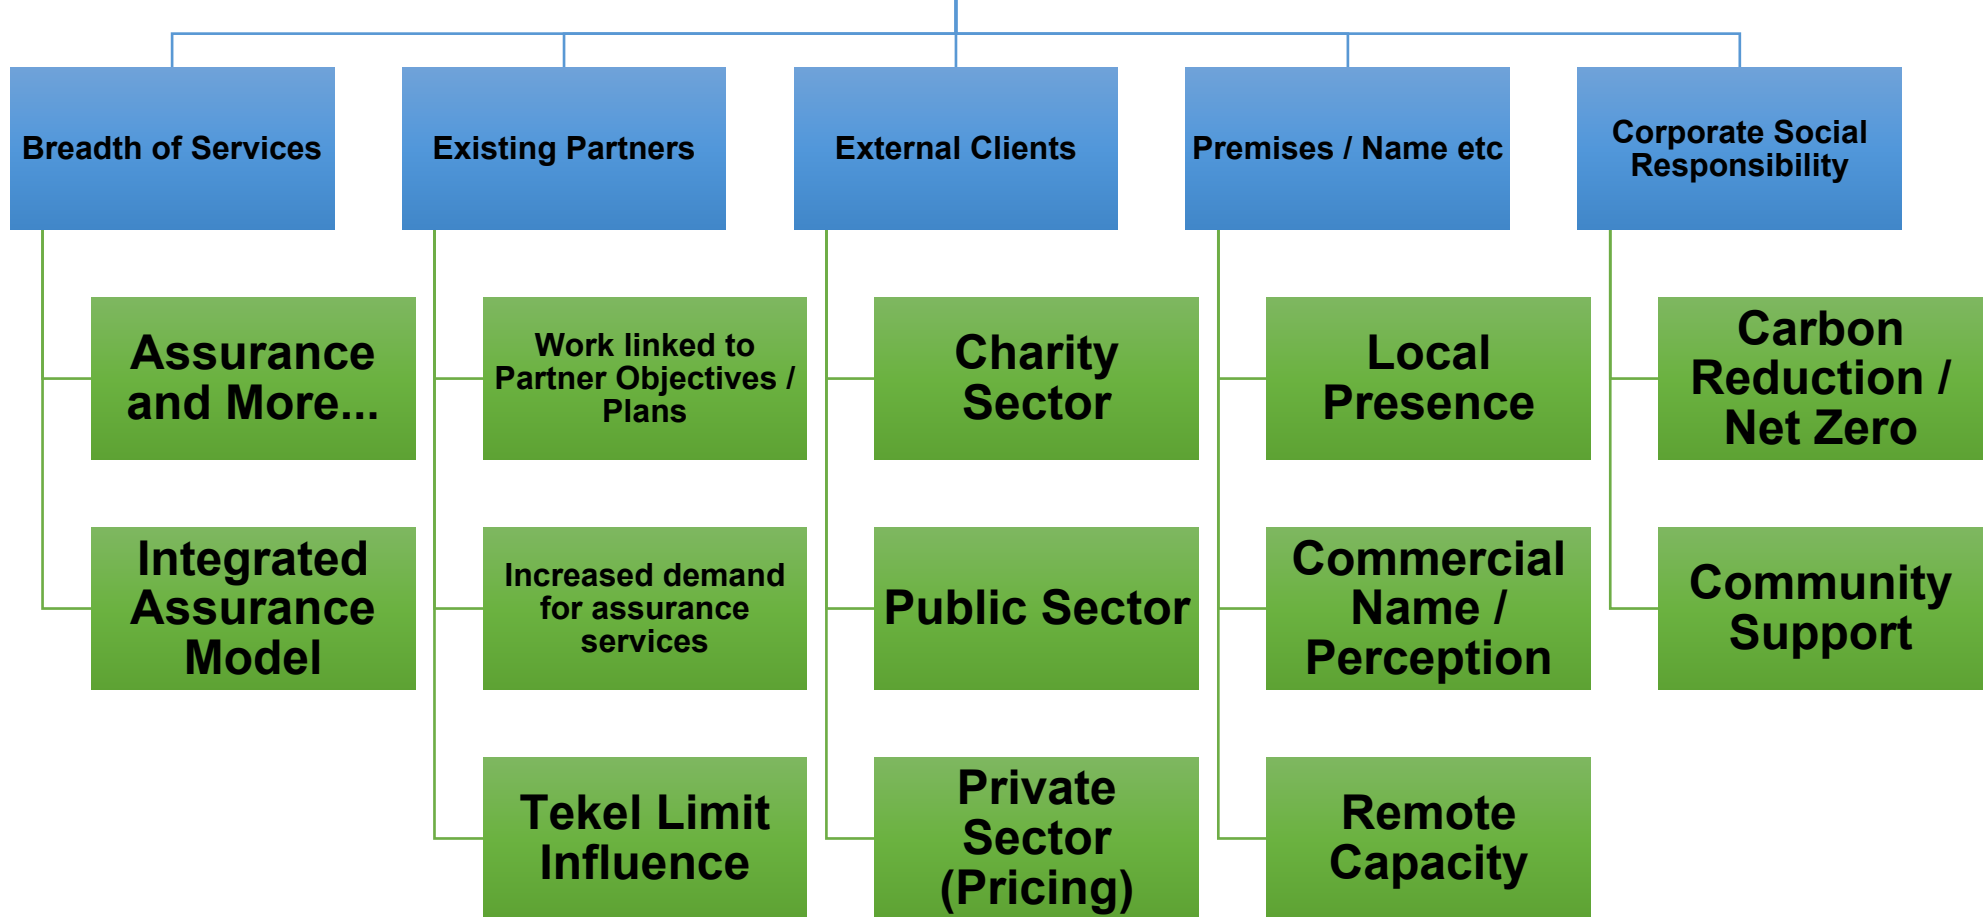 Breadth of Services
Existing Partners
External Clients
Premises / Name etc
Corporate Social
Responsibility
Assurance
and More...
Integrated
Assurance
Model
Work linked to
Partner Objectives /
Plans
Increased demand
for assurance
services
Tekel Limit
Influence
Charity
Sector
Public Sector
Private
Sector
(Pricing)
Local
Presence
Commercial
Name /
Perception
Remote
Capacity
Carbon
Reduction /
Net Zero
Community
Support